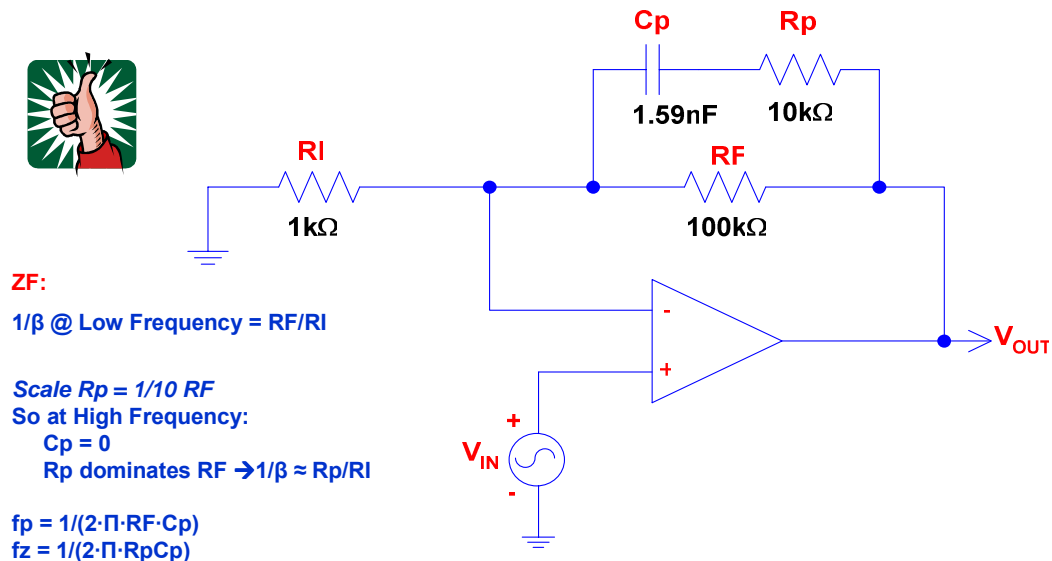 Cp Rp
1.59nF 10kΩ
RI RF
1kΩ 100kΩ
ZF:
1/β @ Low Frequency = RF/RI
-
+
VOUT
Scale Rp = 1/10 RF
So at High Frequency:
Cp = 0
Rp dominates RF →1/β ≈ Rp/RI
+
VIN
-
fp = 1/(2·Π·RF·Cp)
fz = 1/(2·Π·RpCp)